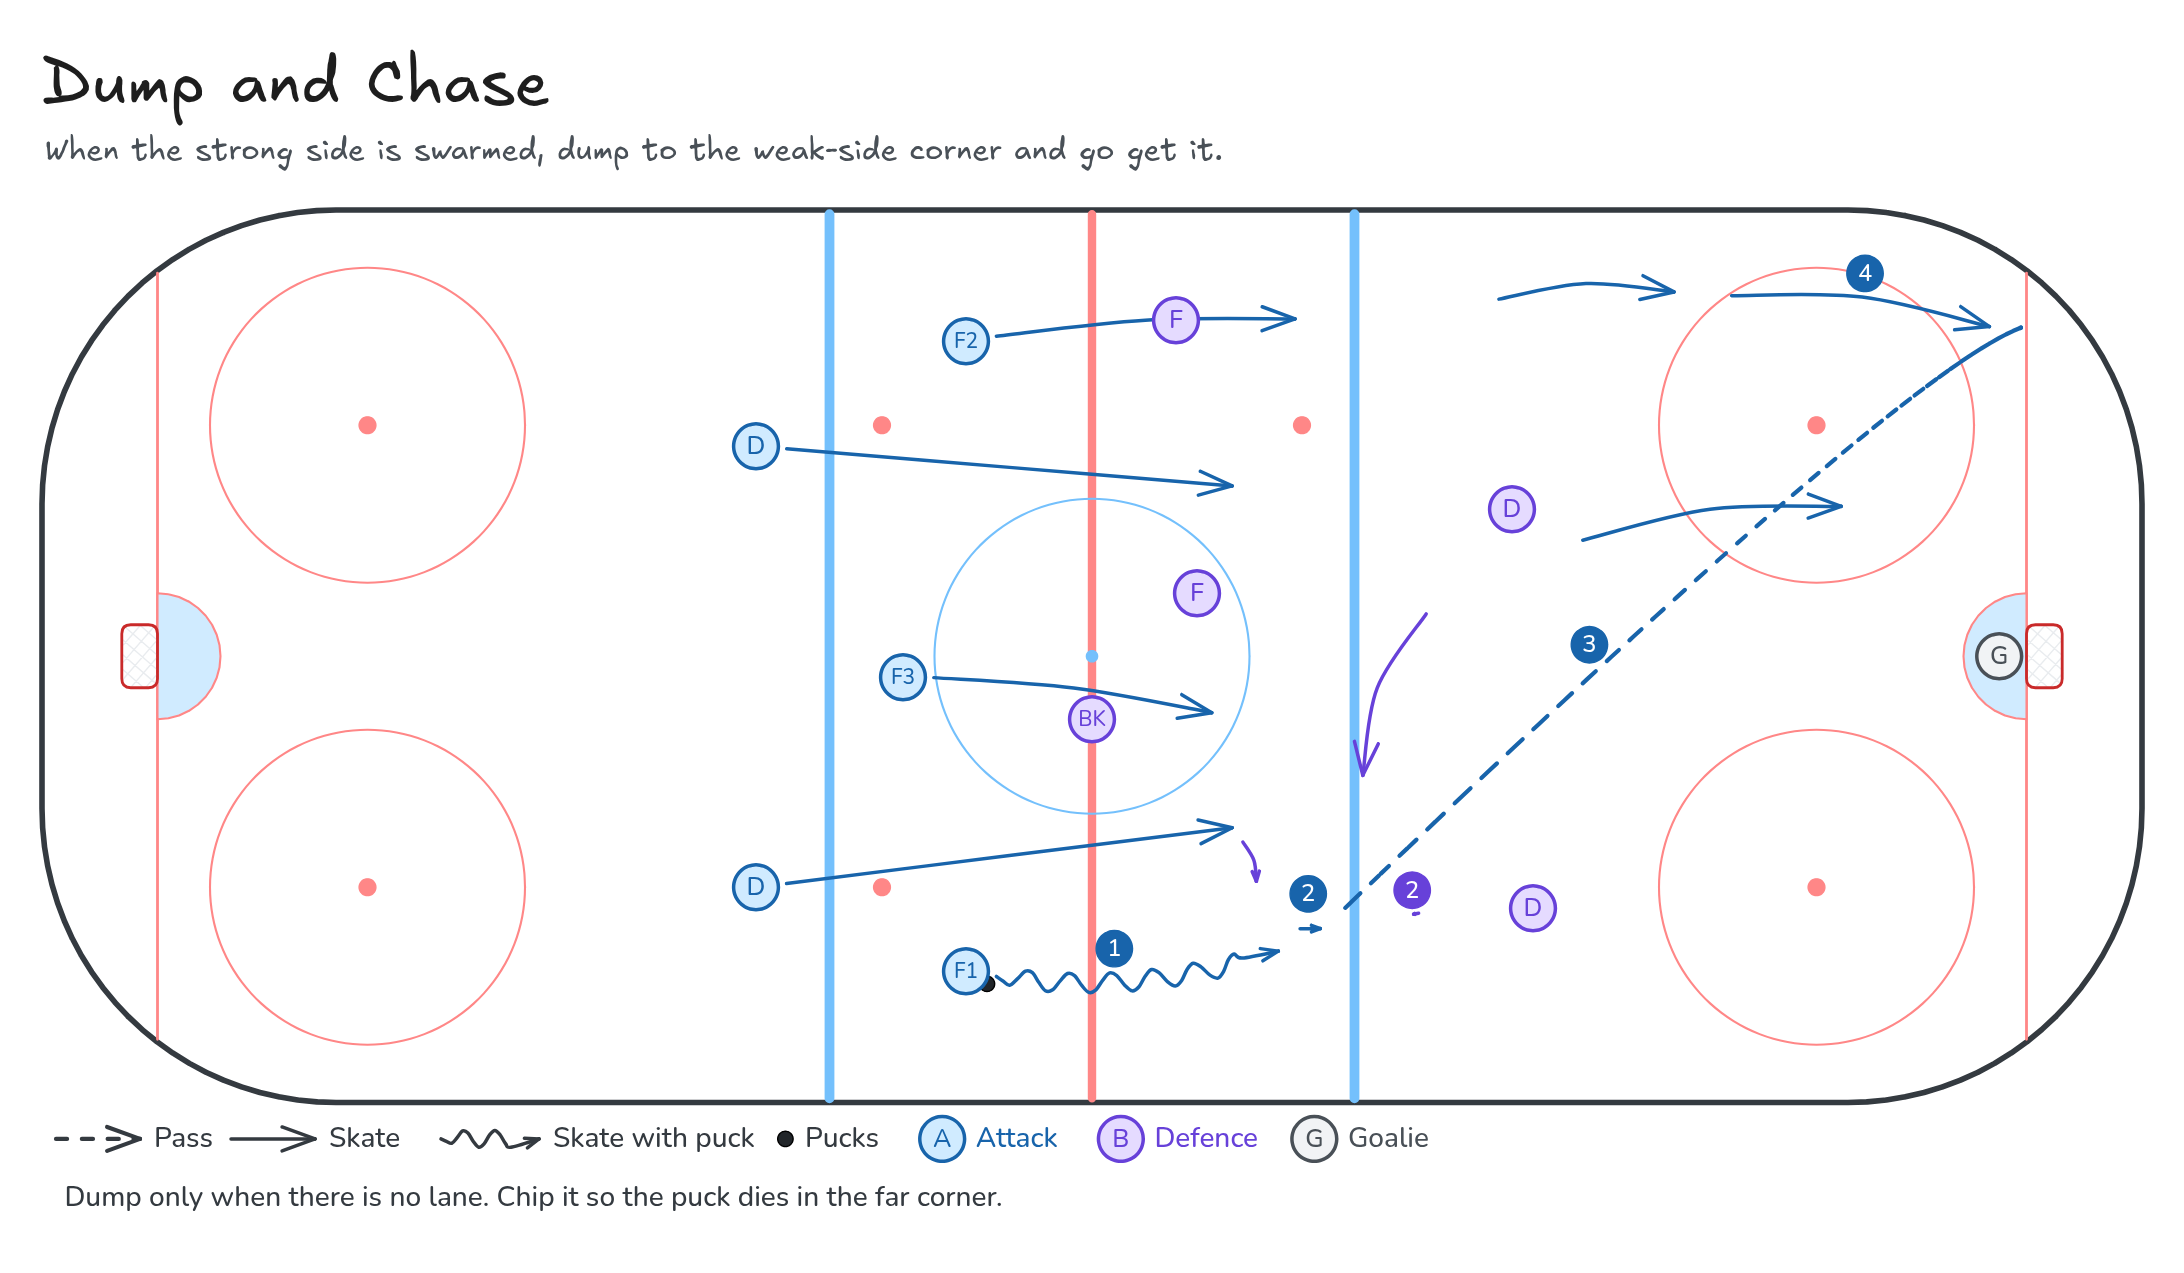 Dump and Chase
When the strong side is swarmed, dump to the weak-side corner and go get it.
4
F2
F
D
D
F
3
G
F3
BK
D
2
2
D
1
F1
Pass
Skate
Skate with puck
Pucks
A
Attack
B
Defence
G
Goalie
Dump only when there is no lane. Chip it so the puck dies in the far corner.